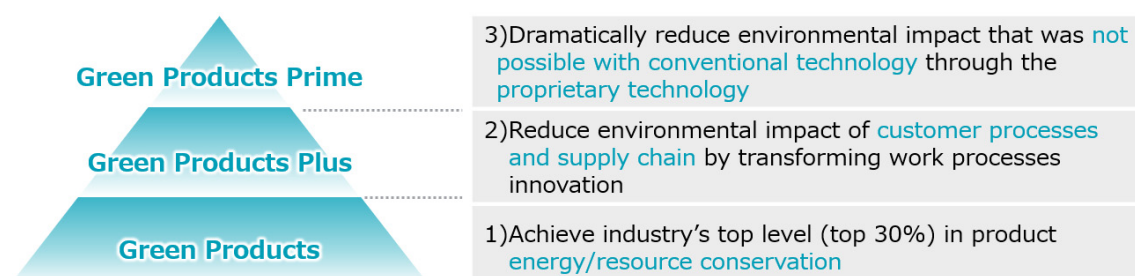 Green Products Prime
3)Dramatically reduce environmental impact that was not
possible with conventional technology through the
proprietary technology
Green Products Plus
2)Reduce environmental impact of customer processes
and supply chain by transforming work processes
innovation
Green Products
1)Achieve industry’s top level (top 30%) in product
energy/resource conservation